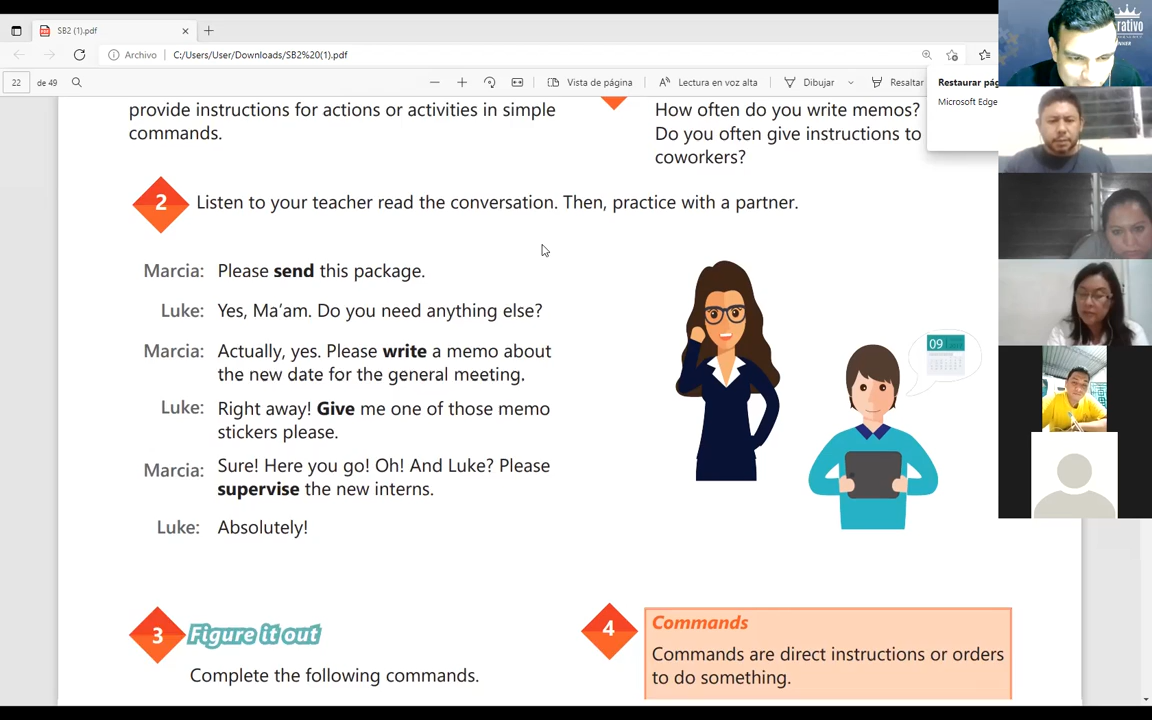 SB2 (1).pdf
Archivo
C:/Users/User/Downloads/SB2%20(1).pdf
22
de 49
Vista de página
Lectura en voz alta
Dibujar
Resaltar
Restaurar pág
Microsoft Edge
rativo
provide instructions for actions or activities in simple
commands.
How often do you write memos?
Do you often give instructions to
coworkers?
2
Listen to your teacher read the conversation. Then, practice with a partner.
Marcia: Please send this package.
Luke: Yes, Ma’am. Do you need anything else?
Marcia: Actually, yes. Please write a memo about
the new date for the general meeting.
Luke: Right away! Give me one of those memo
stickers please.
Marcia: Sure! Here you go! Oh! And Luke? Please
supervise the new interns.
Luke: Absolutely!
09
3
Figure it out
Complete the following commands.
4
Commands
Commands are direct instructions or orders
to do something.